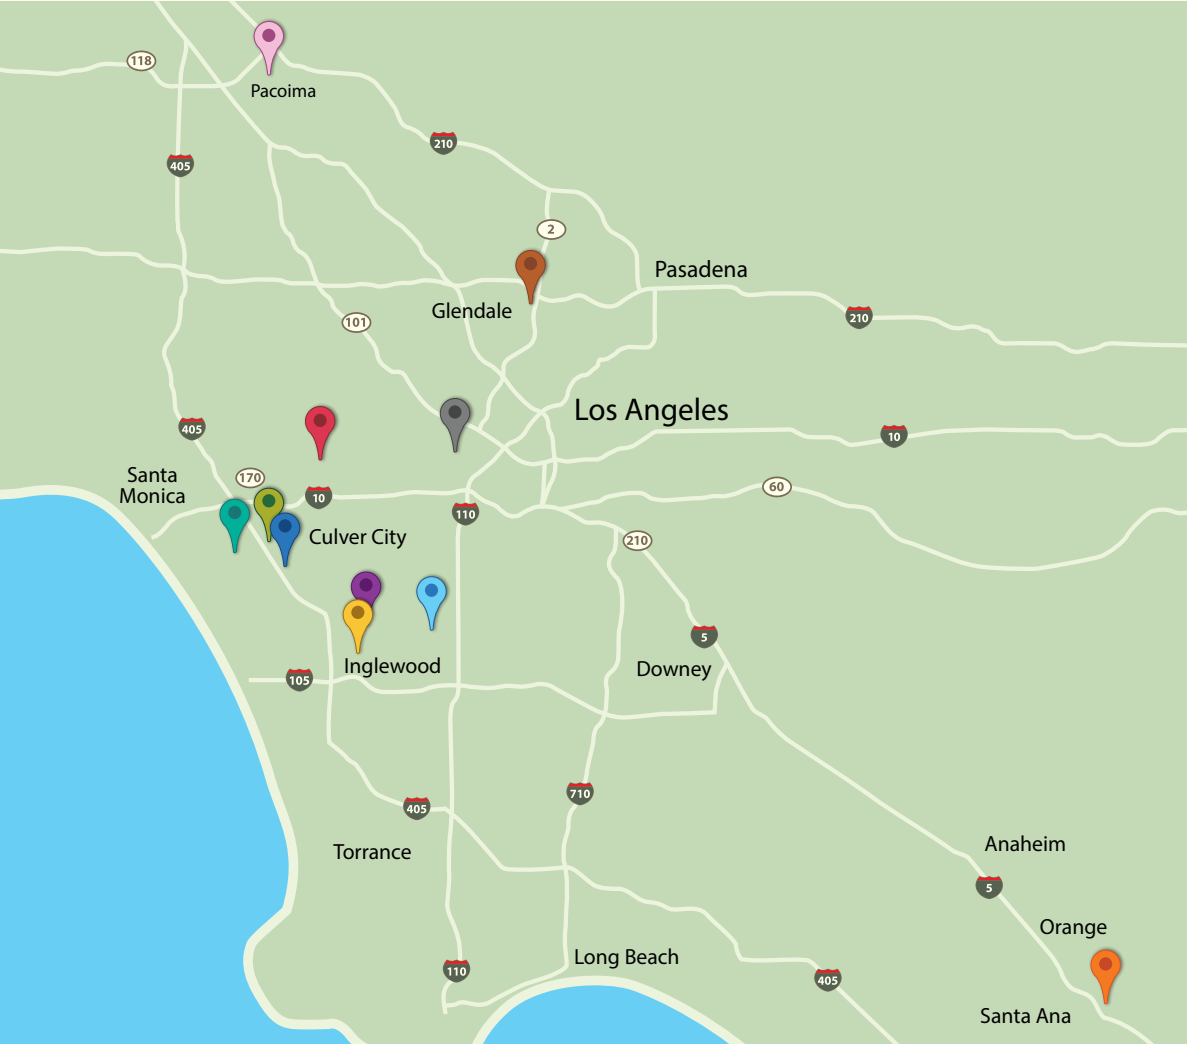 118
Pacoima
210
405
2
Pasadena
Glendale
210
101
Los Angeles
405
10
Santa
Monica
170
10
60
110
Culver City
210
5
Inglewood
Downey
105
710
405
Anaheim
Torrance
5
Orange
Long Beach
110
405
Santa Ana